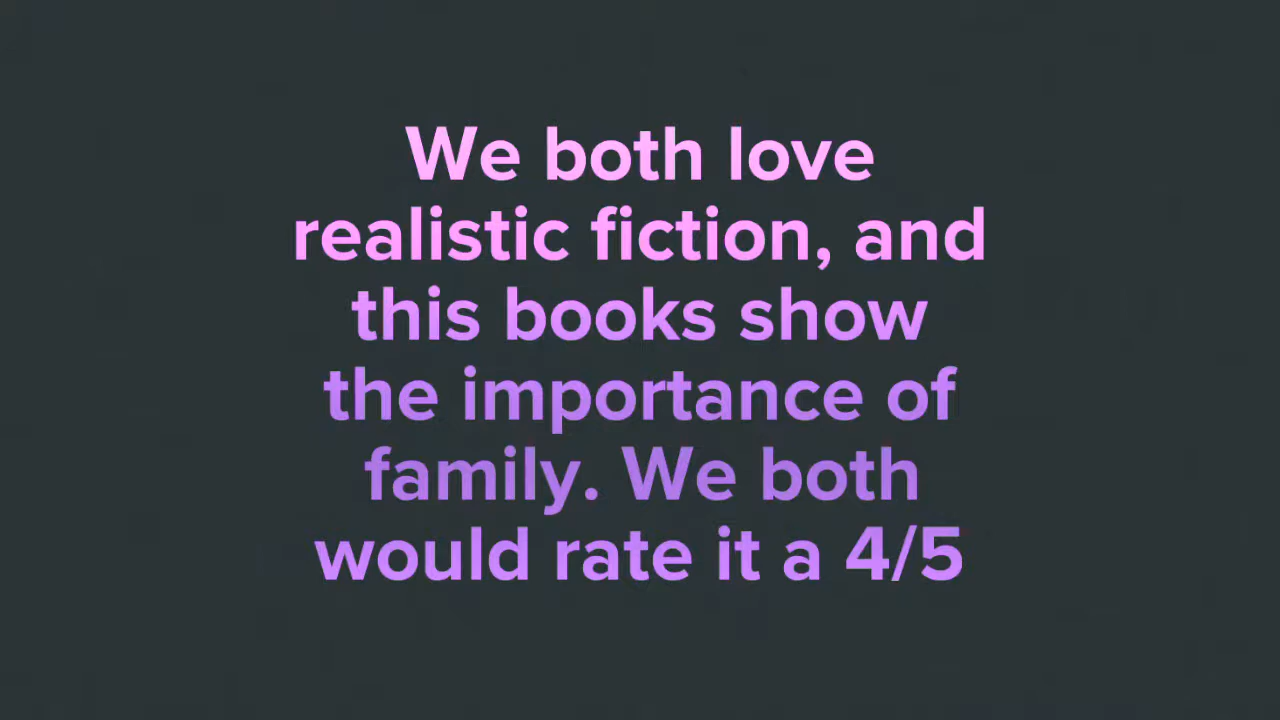 We both love
realistic fiction, and
this books show
the importance of
family. We both
would rate it a 4/5